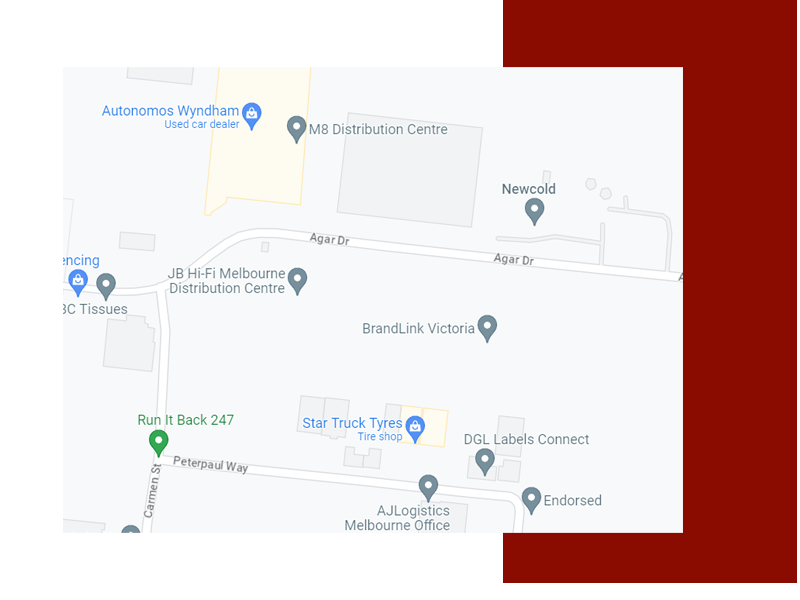 Autonomos Wyndham
Used car dealer
M8 Distribution Centre
Newcold
Agar Dr
Agar Dr
encing
JB Hi-Fi Melbourne
Distribution Centre
BC Tissues
BrandLink Victoria
Run It Back 247
Star Truck Tyres
Tire shop
DGL Labels Connect
Peterpaul Way
Carmen St
Endorsed
AJLogistics
Melbourne Office